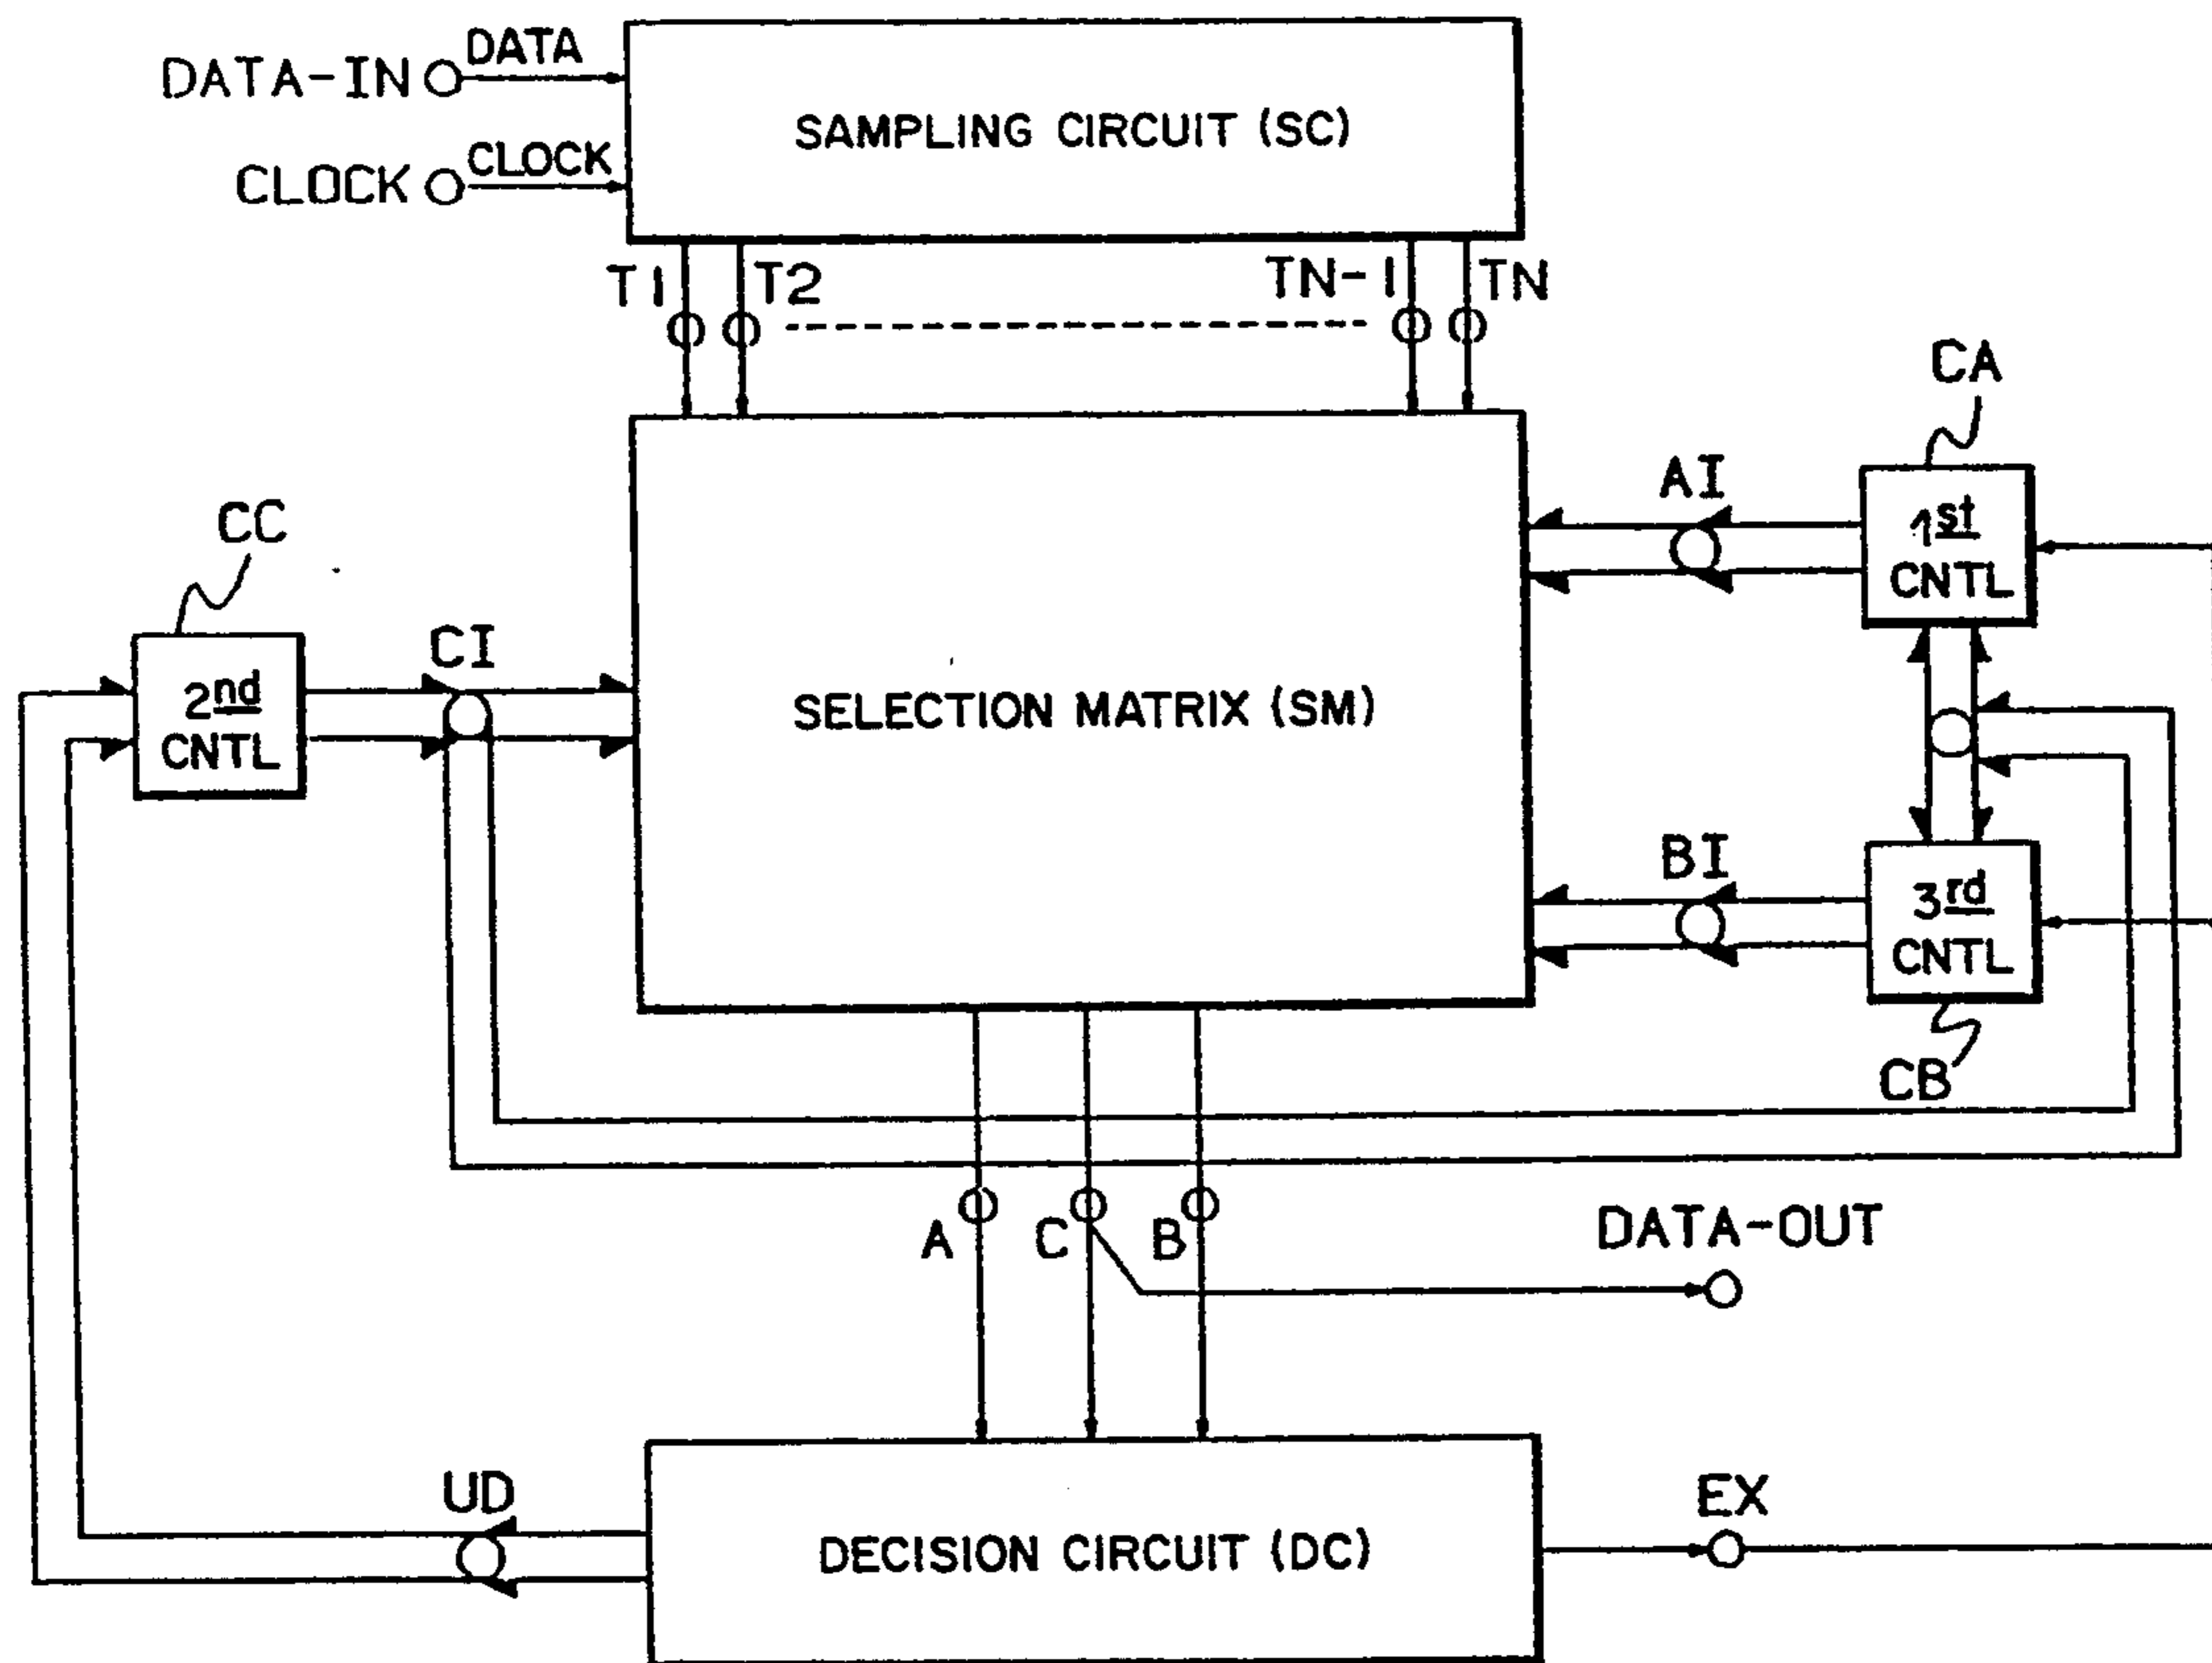 DATA-IN
DATA
CLOCK
CLOCK
SAMPLING CIRCUIT (SC)
T1
T2
TN-1
TN
CA
AI
1st
CNTL
CC
CI
2nd
CNTL
SELECTION MATRIX (SM)
BI
3rd
CNTL
CB
A
C
B
DATA-OUT
UD
DECISION CIRCUIT (DC)
EX